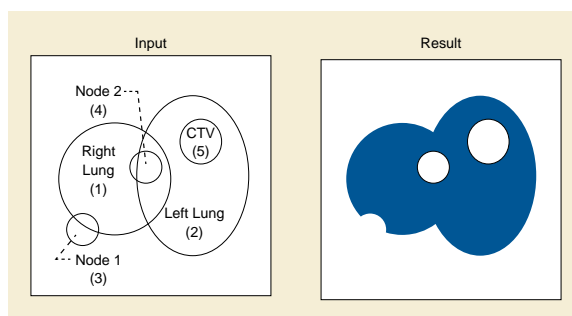 Input
Result
Node 2
(4)
CTV
(5)
Right
Lung
(1)
Left Lung
(2)
Node 1
(3)